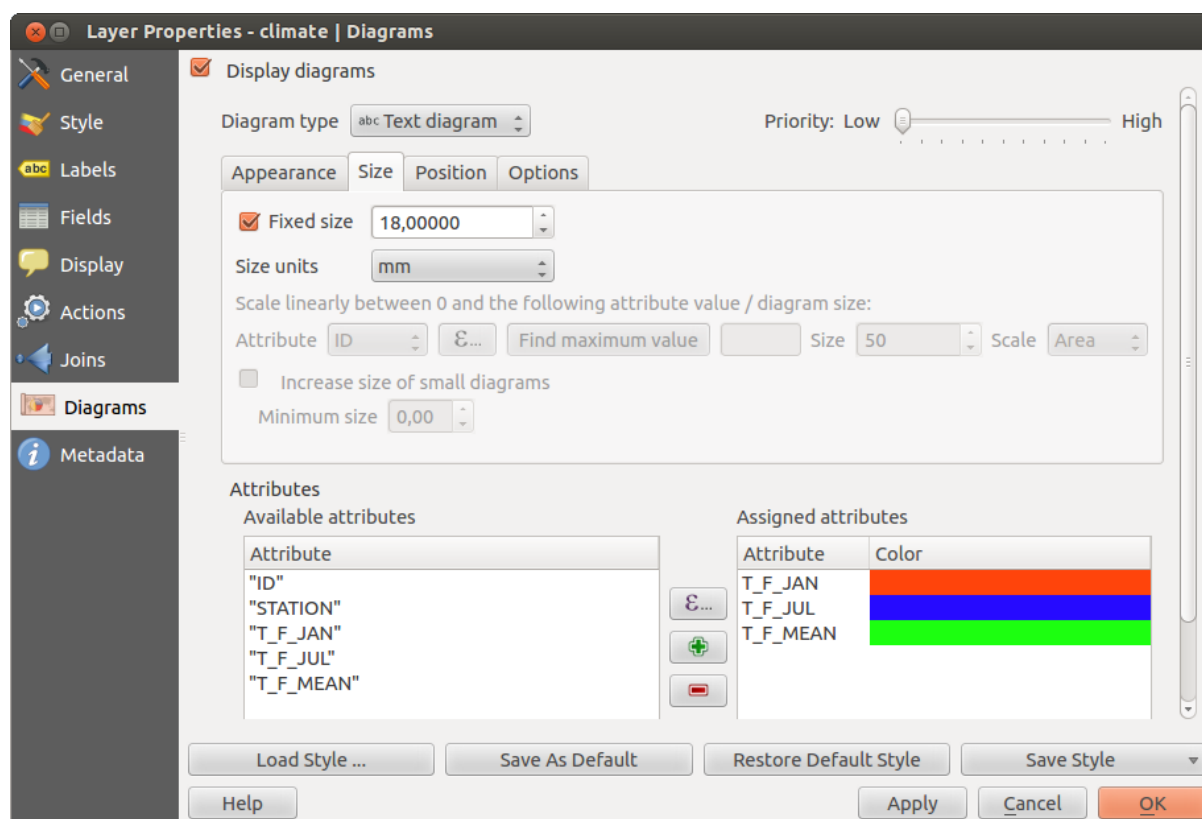 Layer Properties - climate | Diagrams
General
Style
abc Labels
Fields
Display
Actions
Joins
Diagrams
i Metadata
Display diagrams
Diagram type abc Text diagram Priority: Low High
Appearance Size Position Options
Fixed size 18,00000
Size units mm
Scale linearly between 0 and the following attribute value / diagram size:
Attribute ID ε... Find maximum value Size 50 Scale Area
Increase size of small diagrams
Minimum size 0,00
Attributes
Available attributes
Attribute
"ID"
"STATION"
"T_F_JAN"
"T_F_JUL"
"T_F_MEAN"
ε...
Assigned attributes
Attribute Color
T_F_JAN
T_F_JUL
T_F_MEAN
Load Style ... Save As Default Restore Default Style Save Style
Help Apply Cancel OK